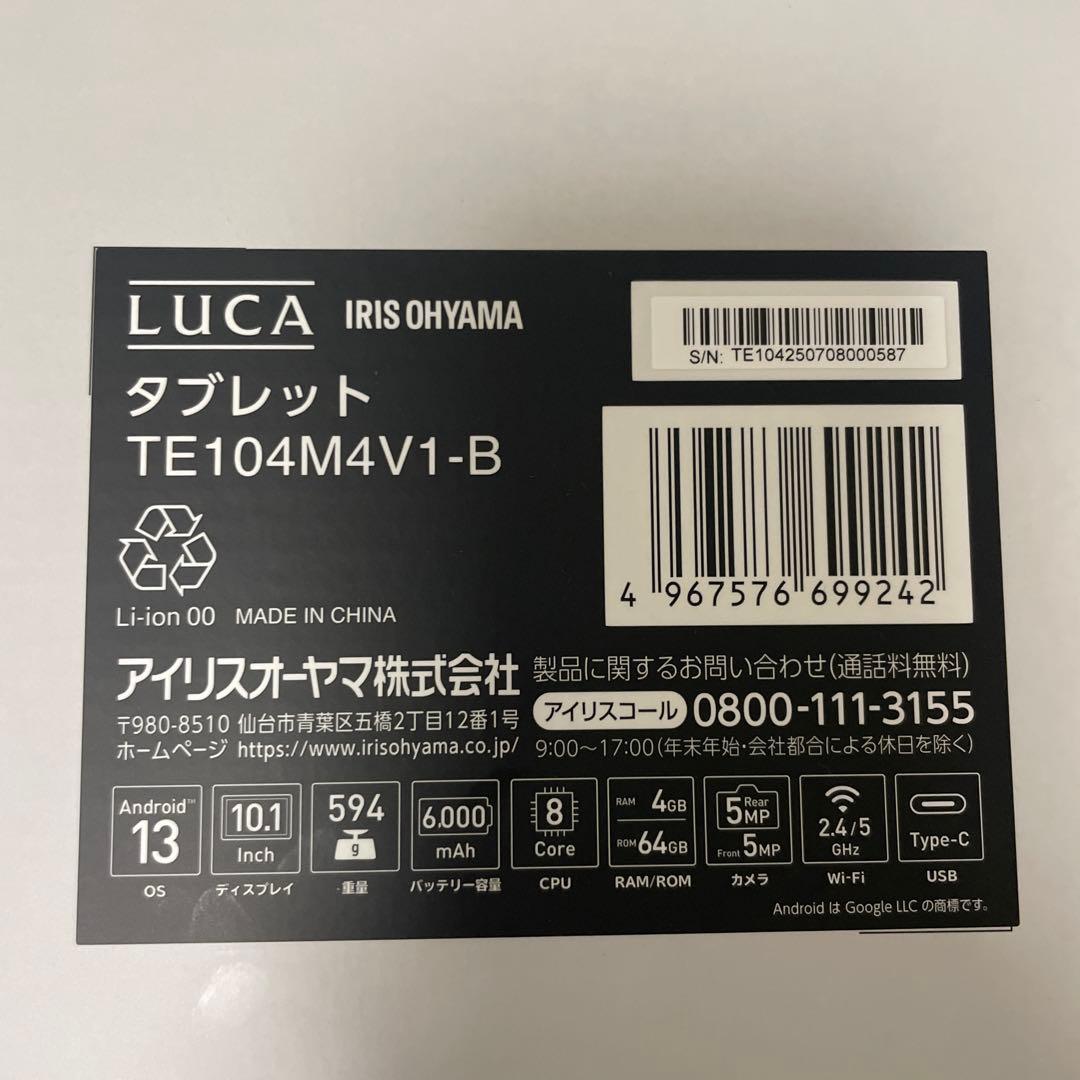 LUCA IRIS OHYAMA
タブレット
TE104M4V1-B
Li-ion 00 MADE IN CHINA
S/N: TE104250708000587
4 967576 699242
アイリスオーヤマ株式会社
〒980-8510 仙台市青葉区五橋2丁目12番1号
ホームページ https://www.irisohyama.co.jp/
製品に関するお問い合わせ(通話料無料)
アイリスコール 0800-111-3155
9:00〜17:00(年末年始・会社都合による休日を除く)
Android™
13
OS
10.1
Inch
ディスプレイ
594
g
重量
6.000
mAh
バッテリー容量
8
Core
CPU
RAM 4GB
ROM 64GB
RAM/ROM
5 Rear
MP
Front 5MP
カメラ
2.4/5
GHz
Wi-Fi
Type-C
USB
Android は Google LLC の商標です。